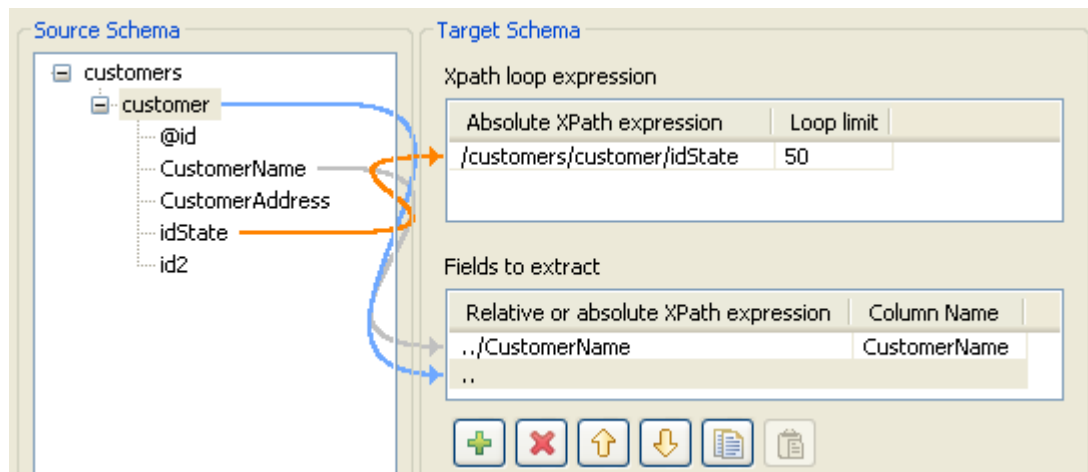 Source Schema
customers
customer
@id
CustomerName
CustomerAddress
idState
id2
Target Schema
Xpath loop expression
Absolute XPath expression Loop limit
/customers/customer/idState 50
Fields to extract
Relative or absolute XPath expression Column Name
../CustomerName CustomerName
..